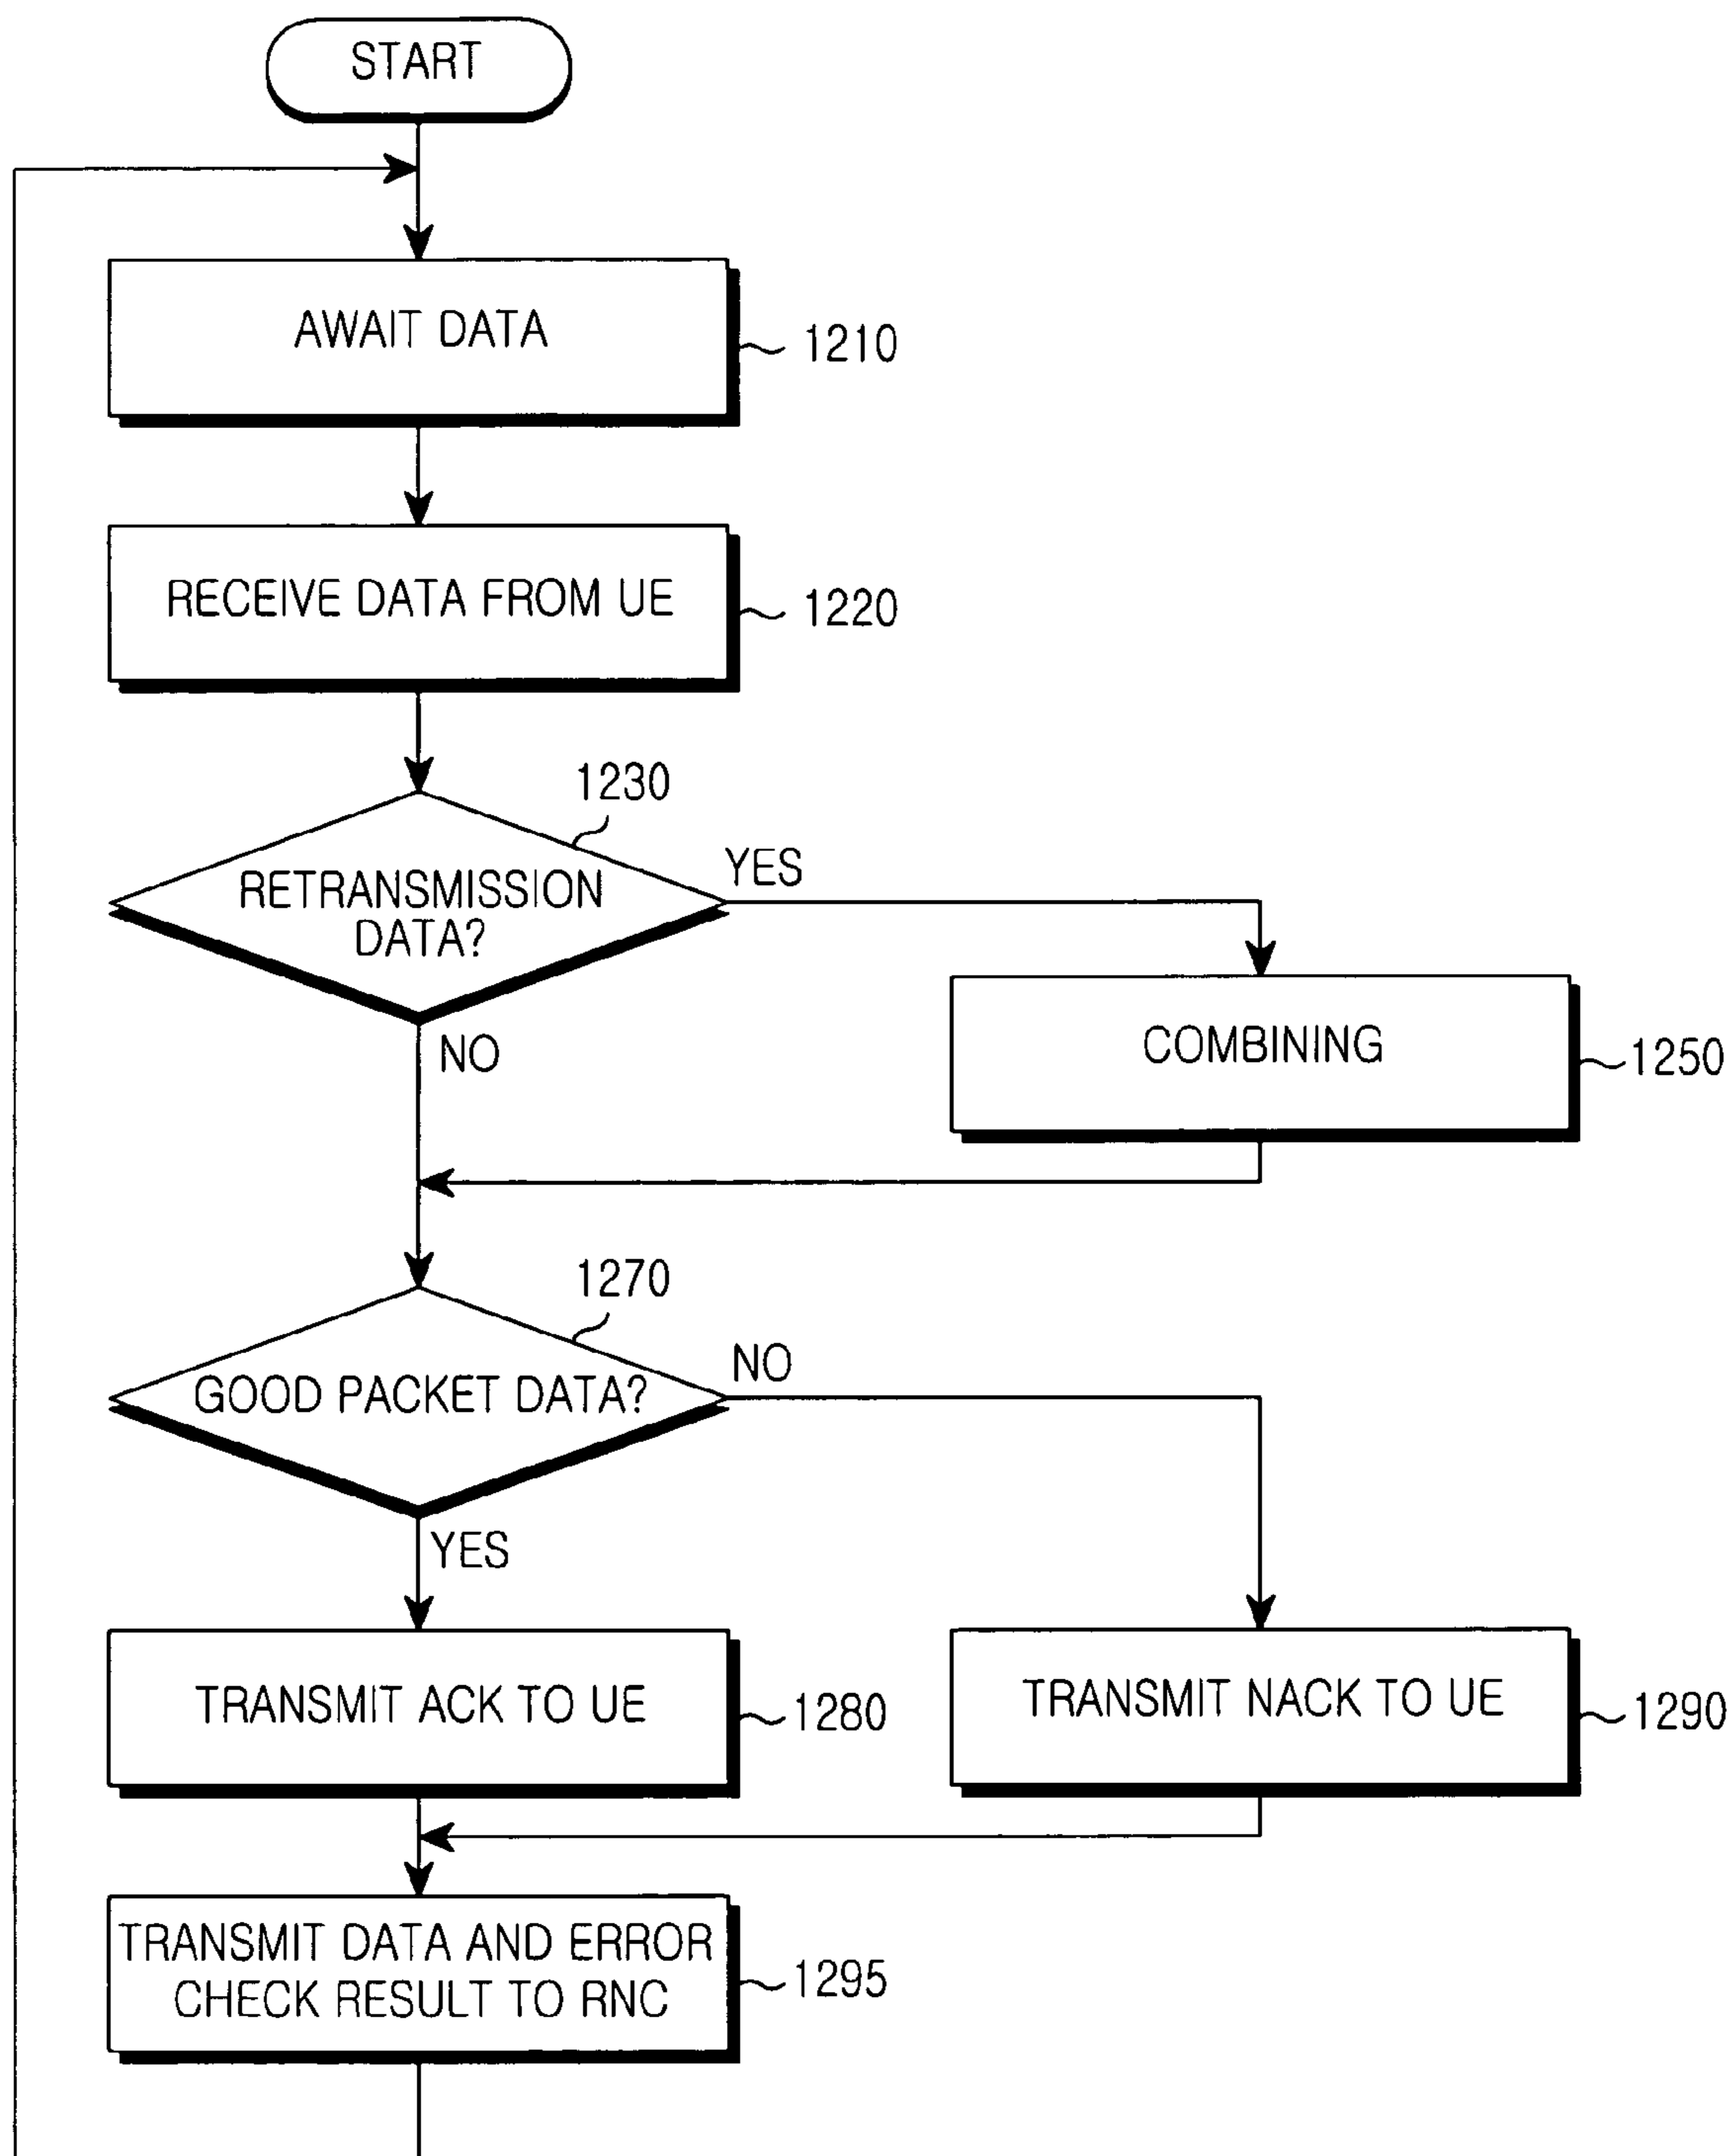 START
AWAIT DATA
1210
RECEIVE DATA FROM UE
1220
1230
RETRANSMISSION
DATA?
YES
NO
COMBINING
1250
1270
GOOD PACKET DATA?
NO
YES
TRANSMIT ACK TO UE
1280
TRANSMIT NACK TO UE
1290
TRANSMIT DATA AND ERROR
CHECK RESULT TO RNC
1295